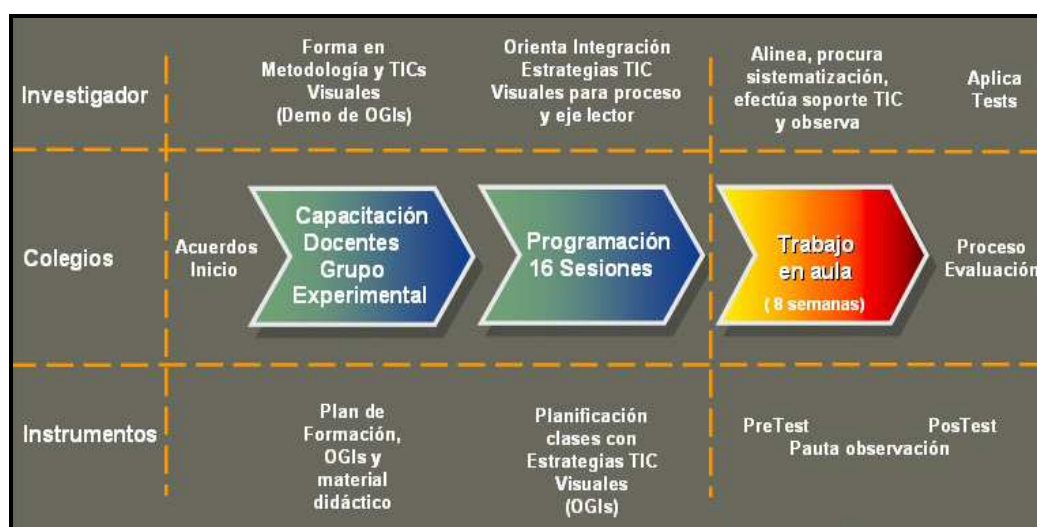 Investigador
Forma en
Metodología y TICs
Visuales
(Demo de OGIs)
Orienta Integración
Estrategias TIC
Visuales para proceso
y eje lector
Alinea, procura
sistematización,
efectúa soporte TIC
y observa
Aplica
Tests
Colegios
Acuerdos
Inicio
Capacitación
Docentes
Grupo
Experimental
Programación
16 Sesiones
Trabajo
en aula
( 8 semanas)
Proceso
Evaluación
Instrumentos
Plan de
Formación,
OGIs y
material
didáctico
Planificación
clases con
Estrategias TIC
Visuales
(OGIs)
PreTest
PosTest
Pauta observación